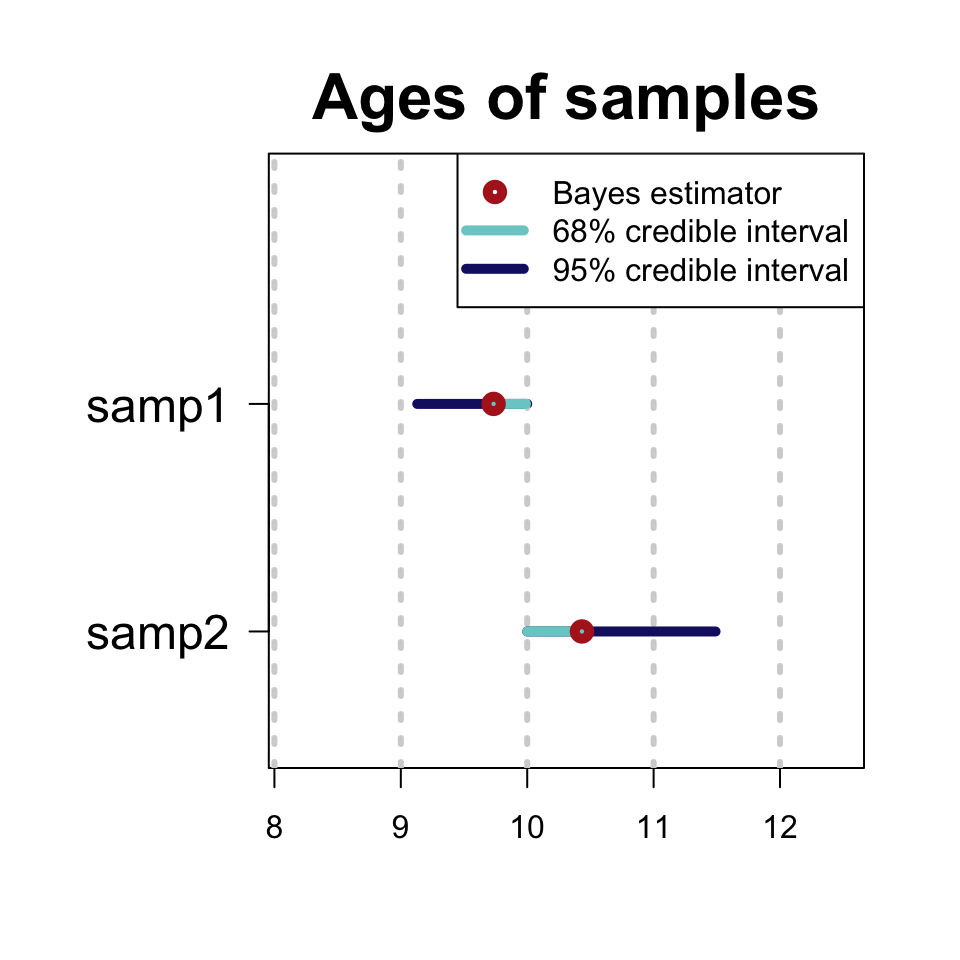 Ages of samples
Bayes estimator
68% credible interval
95% credible interval
samp1
samp2
8 9 10 11 12